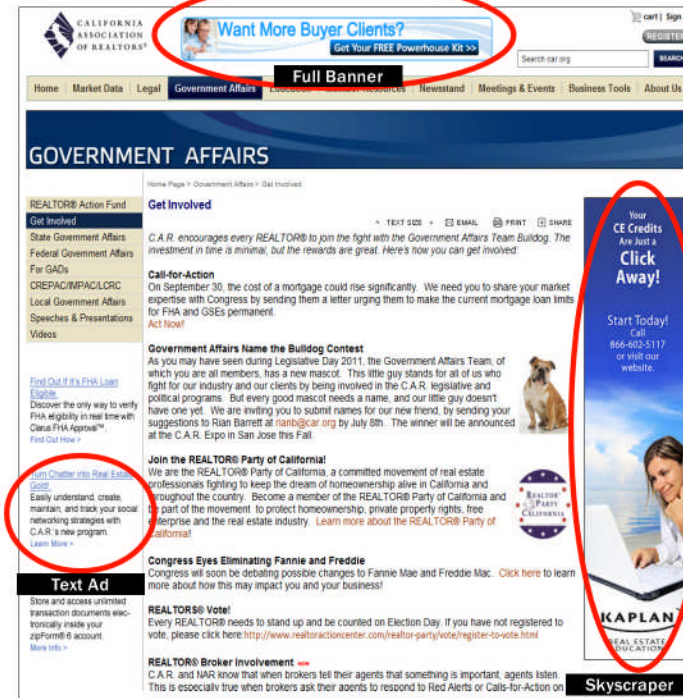 CALIFORNIA
ASSOCIATION
OF REALTORS®
Want More Buyer Clients?
Get Your FREE Powerhouse Kit >>
Full Banner
cart | Sign
REGISTER
Search car.org
SEARCH
Home | Market Data | Legal | Government Affairs | Education | Resources | Newsstand | Meetings & Events | Business Tools | About Us
GOVERNMENT AFFAIRS
Home Page > Government Affairs > Get Involved
REALTOR® Action Fund
Get Involved
State Government Affairs
Federal Government Affairs
For GADs
CREPAC/IMPAC/LCRC
Local Government Affairs
Speeches & Presentations
Videos
Find Out If It's FHA Loan
Eligible.
Discover the only way to verify
FHA eligibility in real time with
Clarus FHA Approval™.
Find Out How >
Turn Chatter into Real Estate
Gold!
Easily understand, create,
maintain, and track your social
networking strategies with
C.A.R.'s new program.
Learn More >
Text Ad
Store and access unlimited
transaction documents elec-
tronically inside your
zipForm® 6 account.
More Info >
Get Involved
TEXT SIZE + EMAIL PRINT SHARE
C.A.R. encourages every REALTOR® to join the fight with the Government Affairs Team Bulldog. The
investment in time is minimal, but the rewards are great. Here's how you can get involved:
Call-for-Action
On September 30, the cost of a mortgage could rise significantly. We need you to share your market
expertise with Congress by sending them a letter urging them to make the current mortgage loan limits
for FHA and GSEs permanent.
Act Now!
Government Affairs Name the Bulldog Contest
As you may have seen during Legislative Day 2011, the Government Affairs Team, of
which you are all members, has a new mascot. This little guy stands for all of us who
fight for our industry and our clients by being involved in the C.A.R. legislative and
political programs. But every good mascot needs a name, and our little guy doesn't
have one yet. We are inviting you to submit names for our new friend, by sending your
suggestions to Rian Barrett at rianb@car.org by July 8th. The winner will be announced
at the C.A.R. Expo in San Jose this Fall.
Join the REALTOR® Party of California!
We are the REALTOR® Party of California, a committed movement of real estate
professionals fighting to keep the dream of homeownership alive in California and
throughout the country. Become a member of the REALTOR® Party of California and
be part of the movement to protect homeownership, private property rights, free
enterprise and the real estate industry. Learn more about the REALTOR® Party of
California!
REALTOR®
PARTY
CALIFORNIA
Congress Eyes Eliminating Fannie and Freddie
Congress will soon be debating possible changes to Fannie Mae and Freddie Mac. Click here to learn
more about how this may impact you and your business!
REALTORS® Vote!
Every REALTOR® needs to stand up and be counted on Election Day. If you have not registered to
vote, please click here:http://www.realtoractioncenter.com/realtor-party/vote/register-to-vote.html
REALTOR® Broker Involvement NEW
C.A.R. and NAR know that when brokers tell their agents that something is important, agents listen.
This is especially true when brokers ask their agents to respond to Red Alerts or Calls-for-Action on
Your
CE Credits
Are Just a
Click
Away!
Start Today!
Call
866-602-5117
or visit our
website.
KAPLAN
REAL ESTATE
EDUCATION
Skyscraper